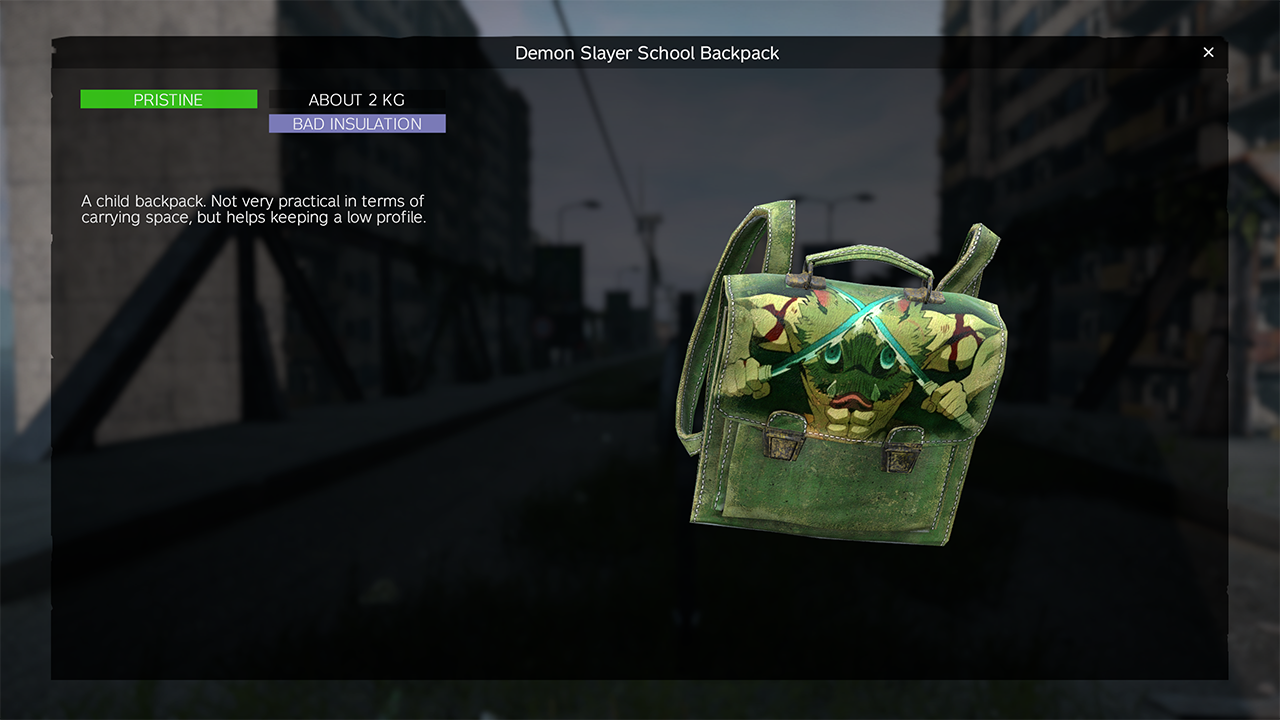 Demon Slayer School Backpack
PRISTINE
ABOUT 2 KG
BAD INSULATION
A child backpack. Not very practical in terms of
carrying space, but helps keeping a low profile.